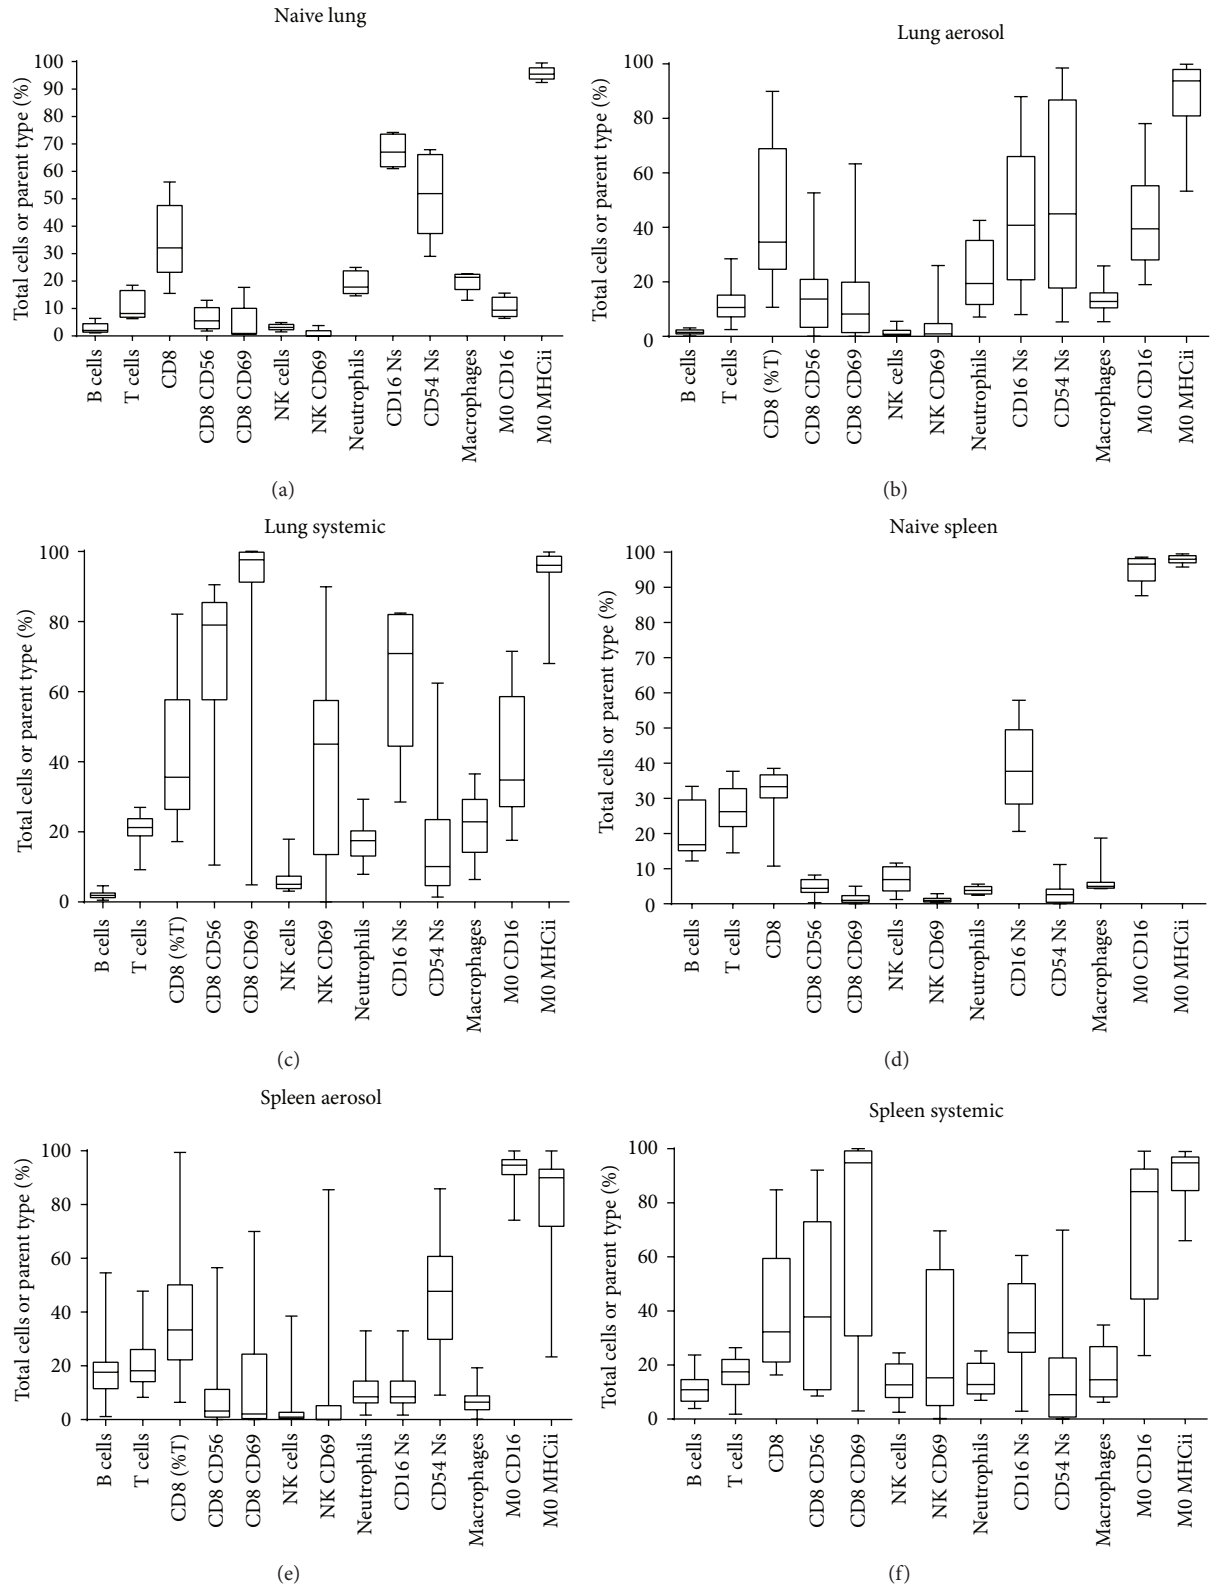 Naive lung
Total cells or parent type (%)
100
90
80
70
60
50
40
30
20
10
0
B cells
T cells
CD8
CD8 CD56
CD8 CD69
NK cells
NK CD69
Neutrophils
CD16 Ns
CD54 Ns
Macrophages
M0 CD16
M0 MHCii
(a)
Lung aerosol
Total cells or parent type (%)
100
80
60
40
20
0
B cells
T cells
CD8 (%T)
CD8 CD56
CD8 CD69
NK cells
NK CD69
Neutrophils
CD16 Ns
CD54 Ns
Macrophages
M0 CD16
M0 MHCii
(b)
Lung systemic
Total cells or parent type (%)
100
80
60
40
20
0
B cells
T cells
CD8 (%T)
CD8 CD56
CD8 CD69
NK cells
NK CD69
Neutrophils
CD16 Ns
CD54 Ns
Macrophages
M0 CD16
M0 MHCii
(c)
Naive spleen
Total cells or parent type (%)
100
90
80
70
60
50
40
30
20
10
0
B cells
T cells
CD8
CD8 CD56
CD8 CD69
NK cells
NK CD69
Neutrophils
CD16 Ns
CD54 Ns
Macrophages
M0 CD16
M0 MHCii
(d)
Spleen aerosol
Total cells or parent type (%)
100
80
60
40
20
0
B cells
T cells
CD8 (%T)
CD8 CD56
CD8 CD69
NK cells
NK CD69
Neutrophils
CD16 Ns
CD54 Ns
Macrophages
M0 CD16
M0 MHCii
(e)
Spleen systemic
Total cells or parent type (%)
100
80
60
40
20
0
B cells
T cells
CD8
CD8 CD56
CD8 CD69
NK cells
NK CD69
Neutrophils
CD16 Ns
CD54 Ns
Macrophages
M0 CD16
M0 MHCii
(f)